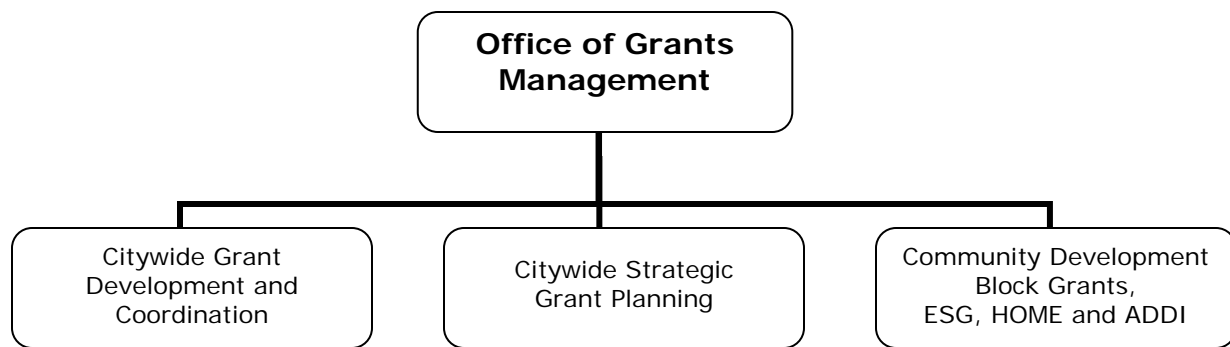 Office of Grants
Management
Citywide Grant
Development and
Coordination
Citywide Strategic
Grant Planning
Community Development
Block Grants,
ESG, HOME and ADDI